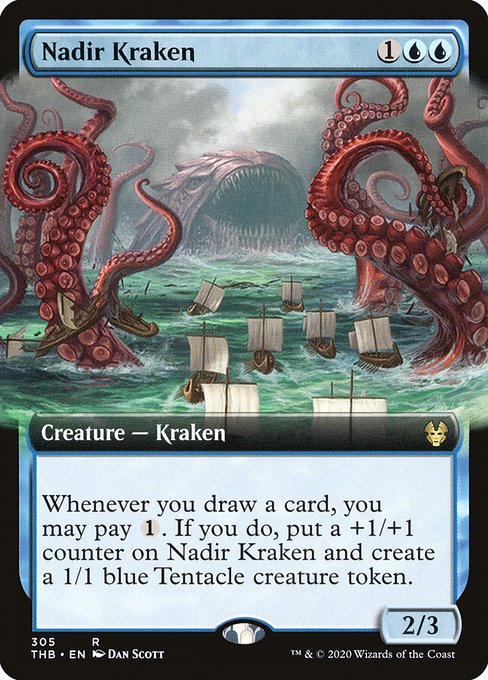 Nadir Kraken 1
Creature — Kraken
Whenever you draw a card, you
may pay 1. If you do, put a +1/+1
counter on Nadir Kraken and create
a 1/1 blue Tentacle creature token.
2/3
305 R
THB • EN Dan Scott
™ & © 2020 Wizards of the Coast